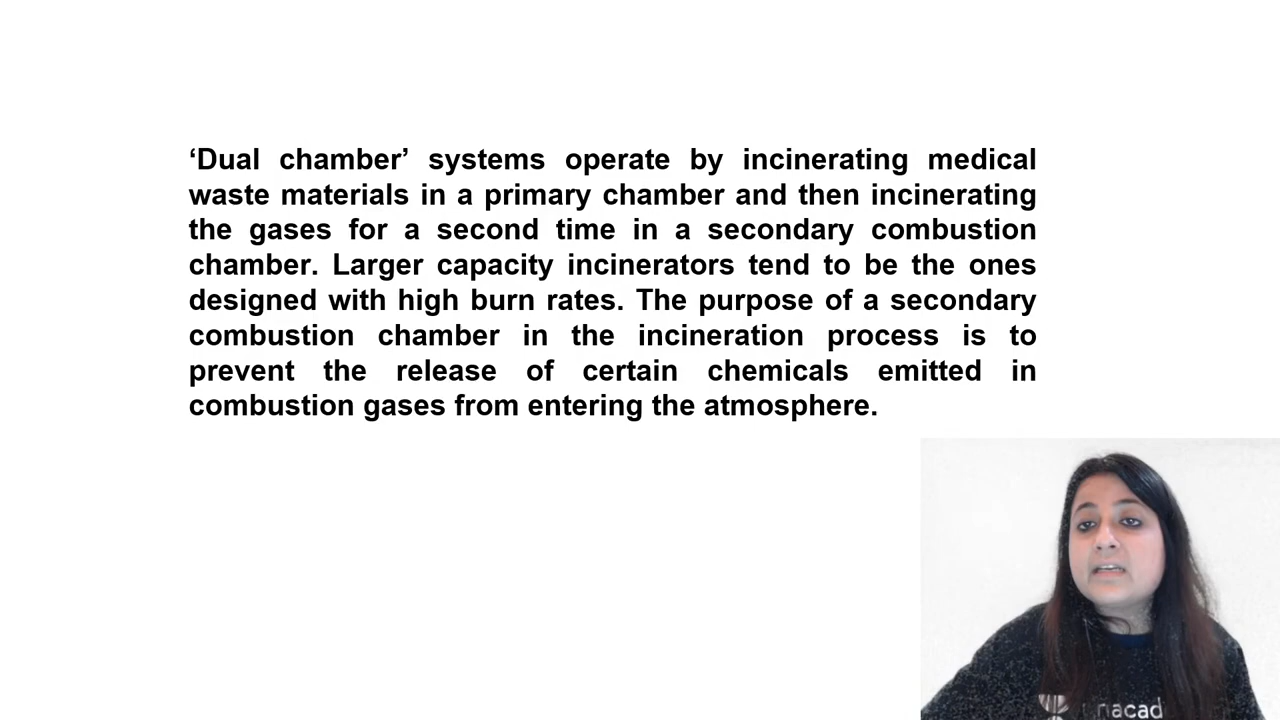 ‘Dual chamber’ systems operate by incinerating medical
waste materials in a primary chamber and then incinerating
the gases for a second time in a secondary combustion
chamber. Larger capacity incinerators tend to be the ones
designed with high burn rates. The purpose of a secondary
combustion chamber in the incineration process is to
prevent the release of certain chemicals emitted in
combustion gases from entering the atmosphere.